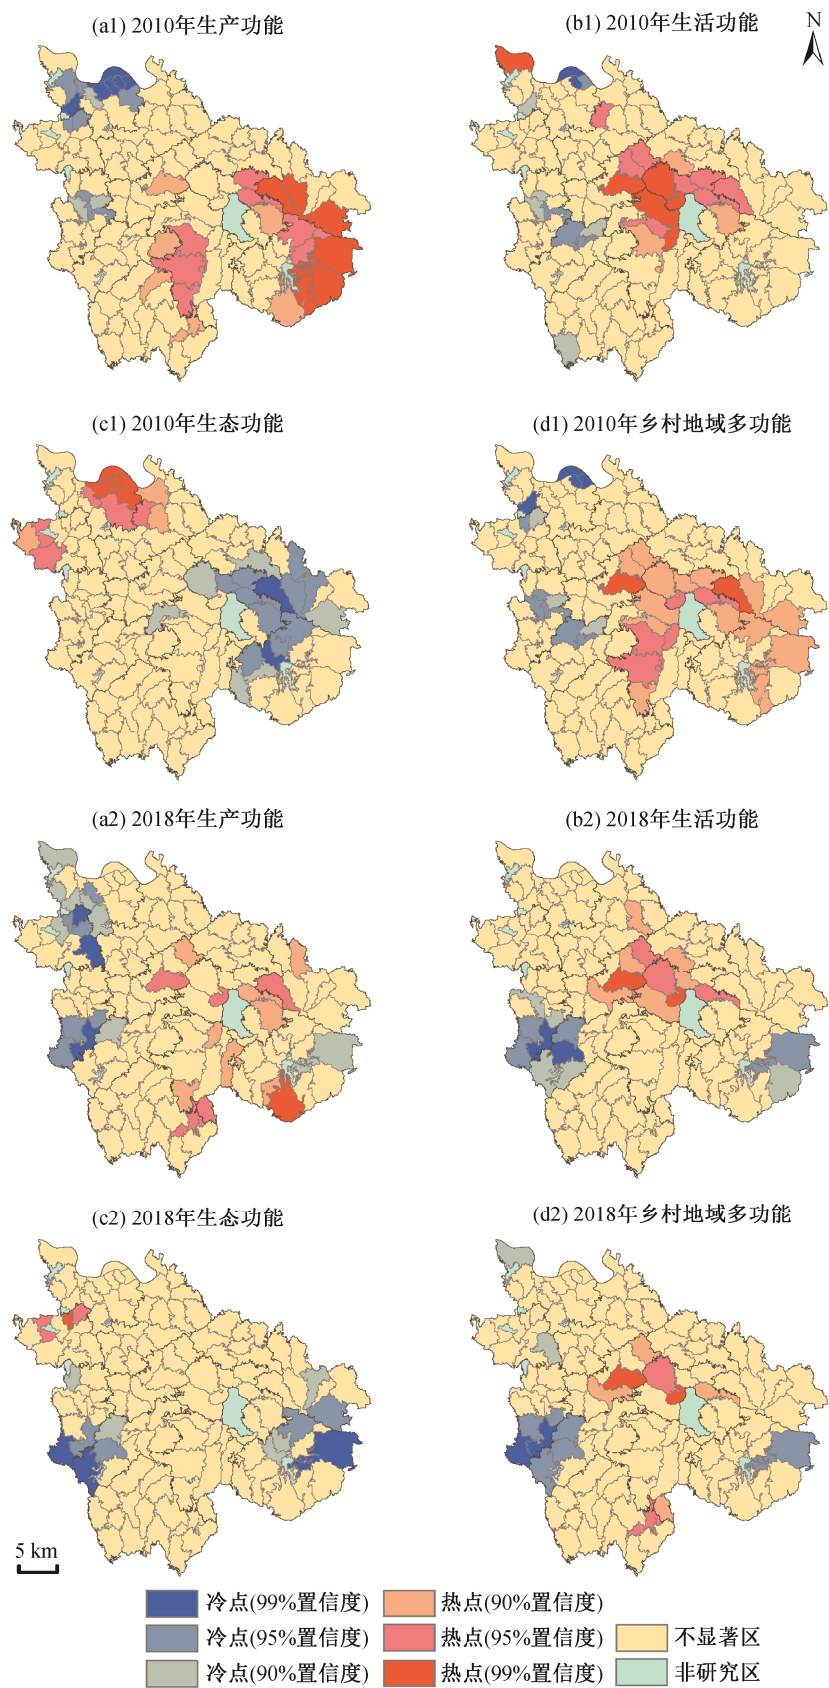 (a1) 2010年生产功能
(b1) 2010年生活功能
N
(c1) 2010年生态功能
(d1) 2010年乡村地域多功能
(a2) 2018年生产功能
(b2) 2018年生活功能
(c2) 2018年生态功能
(d2) 2018年乡村地域多功能
5 km
冷点(99%置信度)
热点(90%置信度)
冷点(95%置信度)
热点(95%置信度)
不显著区
冷点(90%置信度)
热点(99%置信度)
非研究区